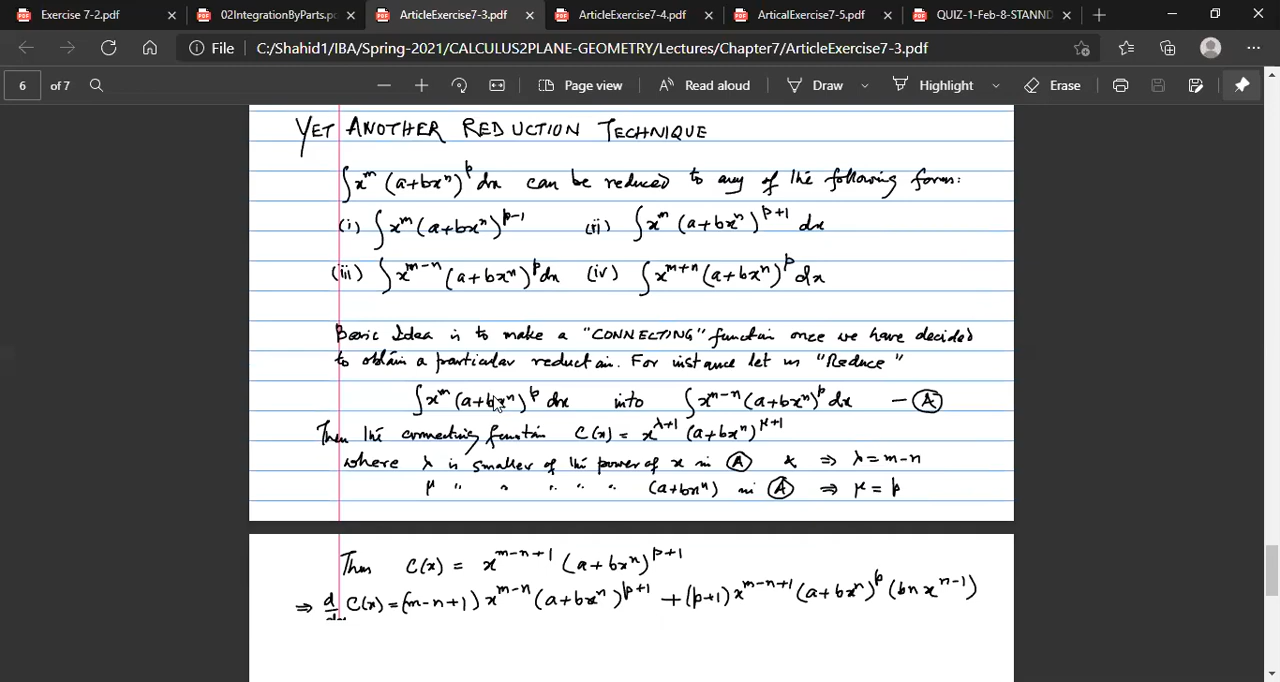 Exercise 7-2.pdf
02IntegrationByParts.pc
ArticleExercise7-3.pdf
ArticleExercise7-4.pdf
ArticalExercise7-5.pdf
QUIZ-1-Feb-8-STANND
File C:/Shahid1/IBA/Spring-2021/CALCULUS2PLANE-GEOMETRY/Lectures/Chapter7/ArticleExercise7-3.pdf
6 of 7 Page view Read aloud Draw Highlight Erase
YET ANOTHER REDUCTION TECHNIQUE
∫x^m (a+bx^n)^p dx can be reduced to any of the following forms:
(i) ∫x^m (a+bx^n)^{p-1} (ii) ∫x^m (a+bx^n)^{p+1} dx
(iii) ∫x^{m-n} (a+bx^n)^p dx (iv) ∫x^{m+n} (a+bx^n)^p dx
Basic Idea is to make a "CONNECTING" function once we have decided
to obtain a particular reduction. For instance let us "Reduce"
∫x^m (a+bx^n)^p dx into ∫x^{m-n} (a+bx^n)^p dx — Ⓐ
Then the connecting function C(x) = x^{λ+1} (a+bx^n)^{μ+1}
where λ is smaller of the power of x in Ⓐ & ⇒ λ = m-n
μ " " " " " (a+bx^n) in Ⓐ ⇒ μ = p
Then C(x) = x^{m-n+1} (a+bx^n)^{p+1}
⇒ d/dx C(x) = (m-n+1) x^{m-n} (a+bx^n)^{p+1} + (p+1) x^{m-n+1} (a+bx^n)^p (bn x^{n-1})